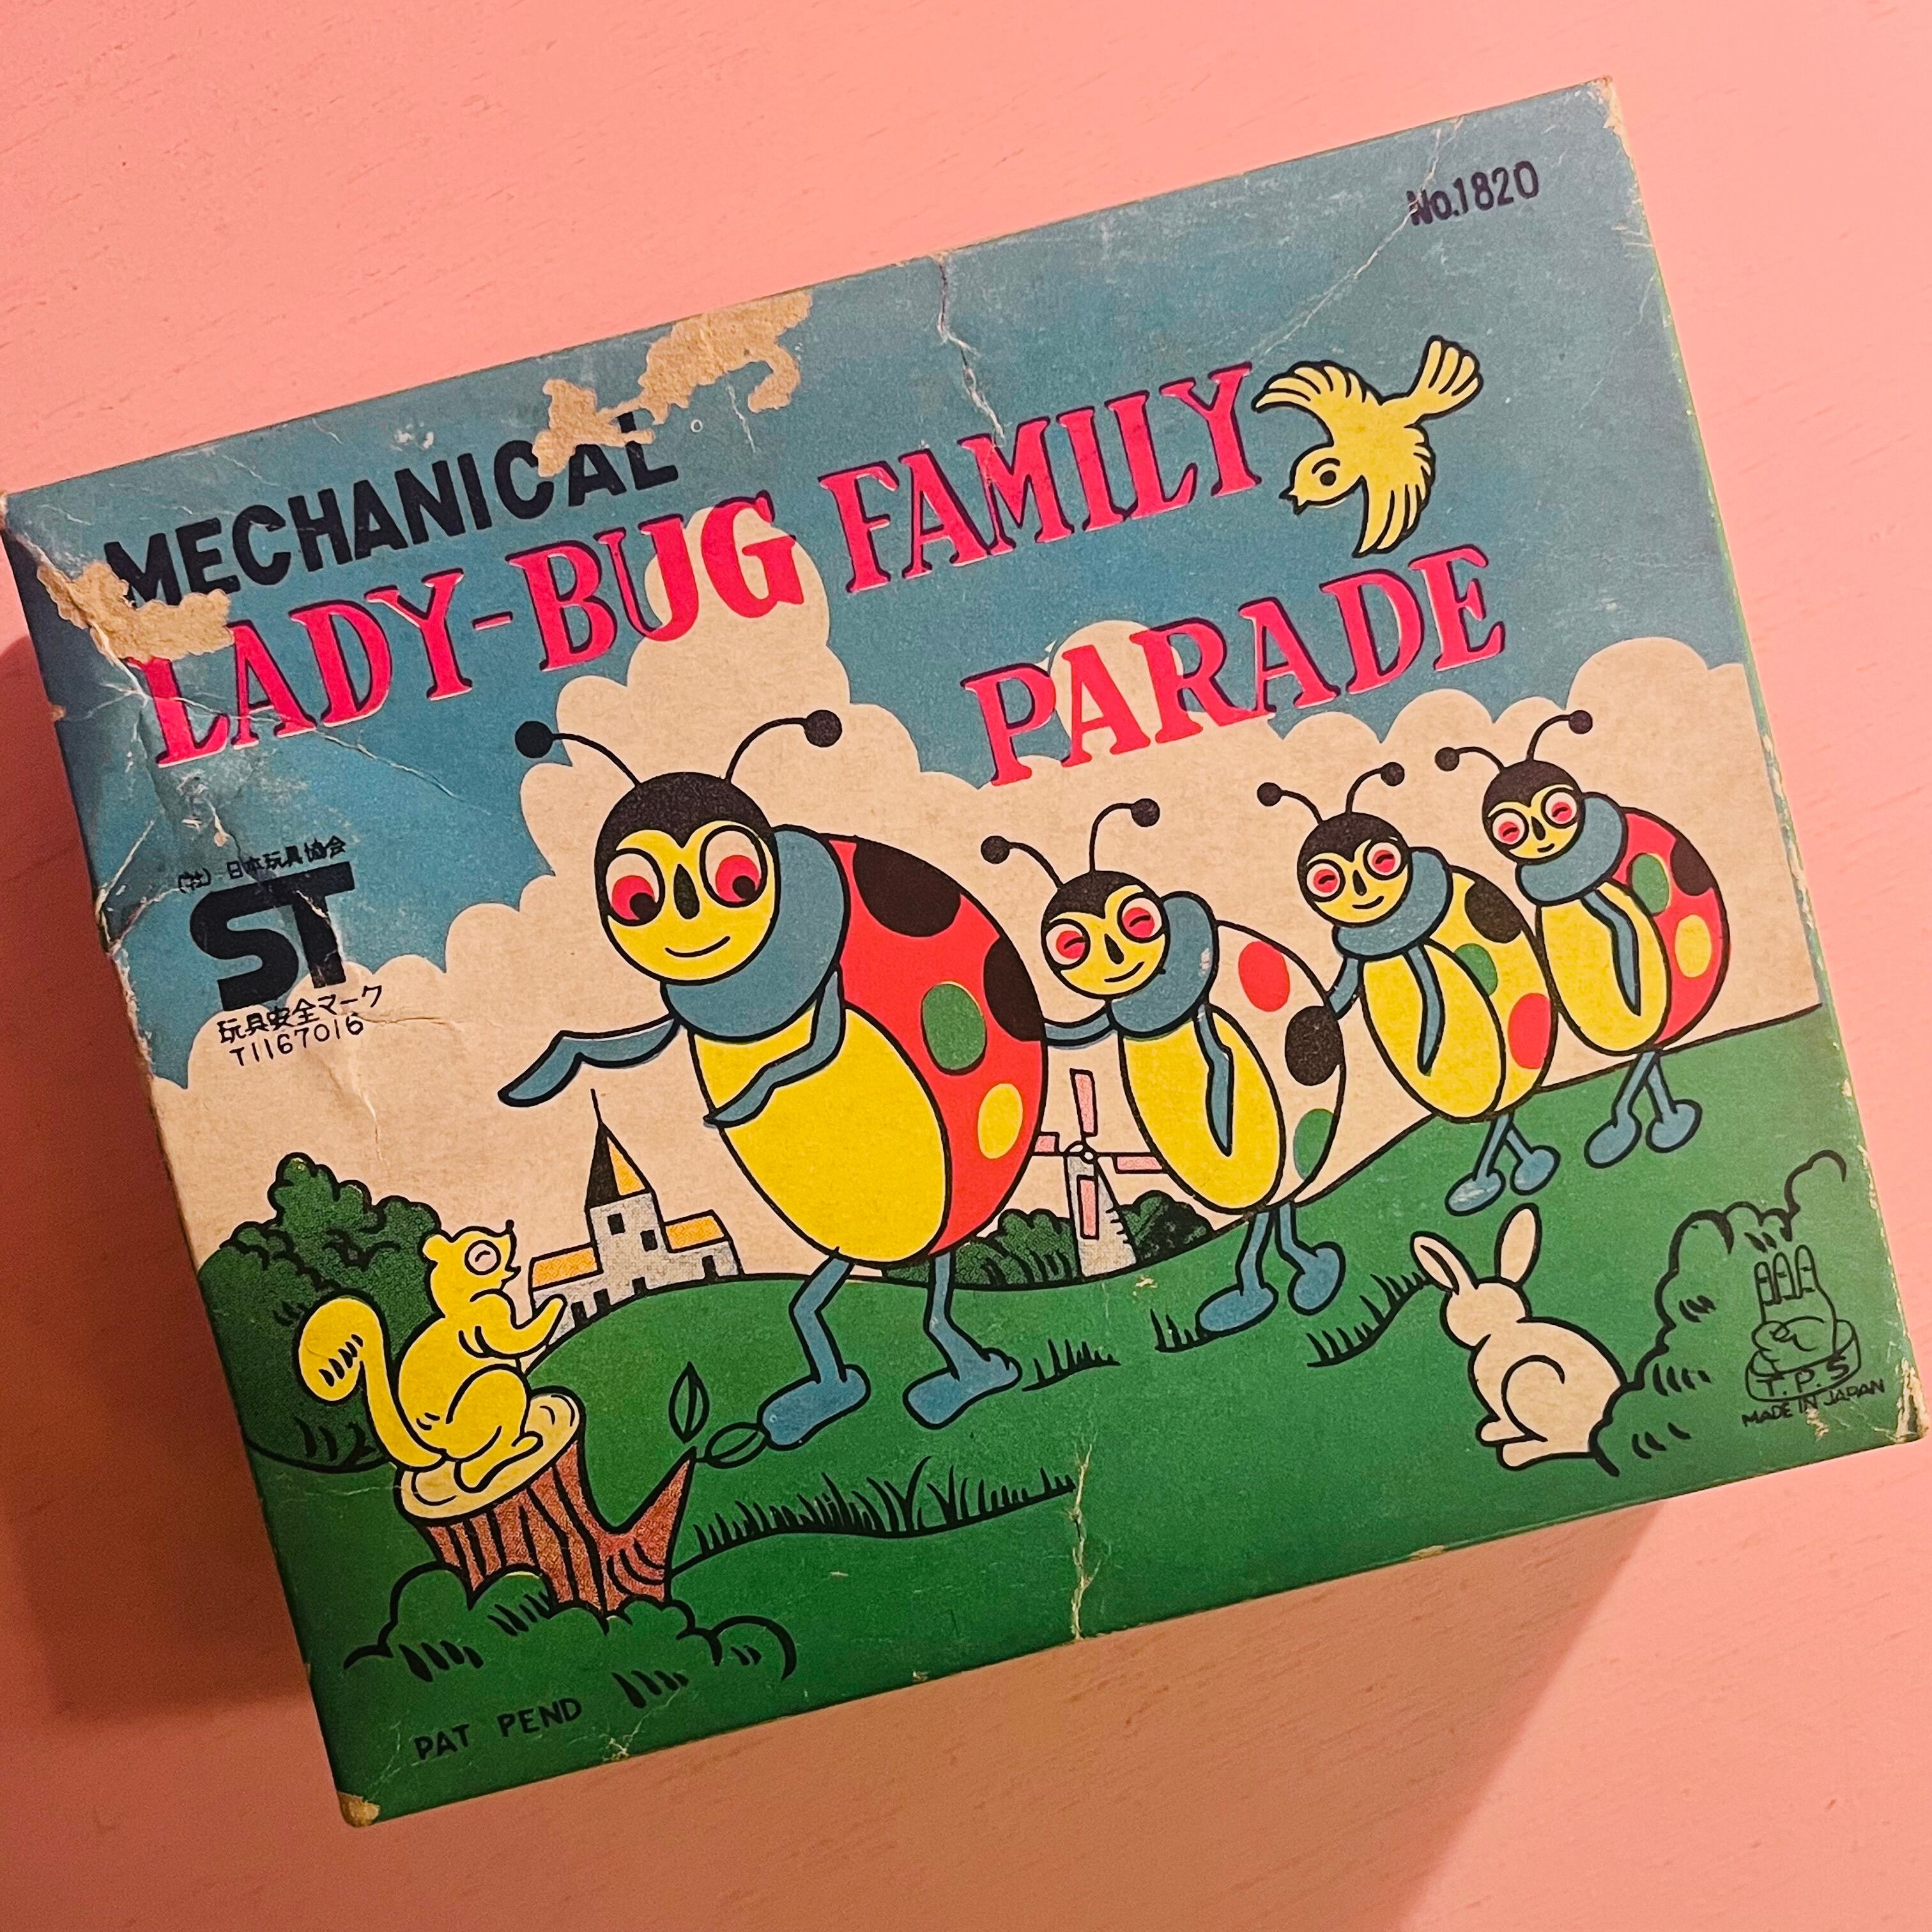 No.1820
MECHANICAL
LADY-BUG FAMILY
PARADE
(社) 日本玩具協会
ST
玩具安全マーク
T1167016
T.P.S
MADE IN JAPAN
PAT PEND